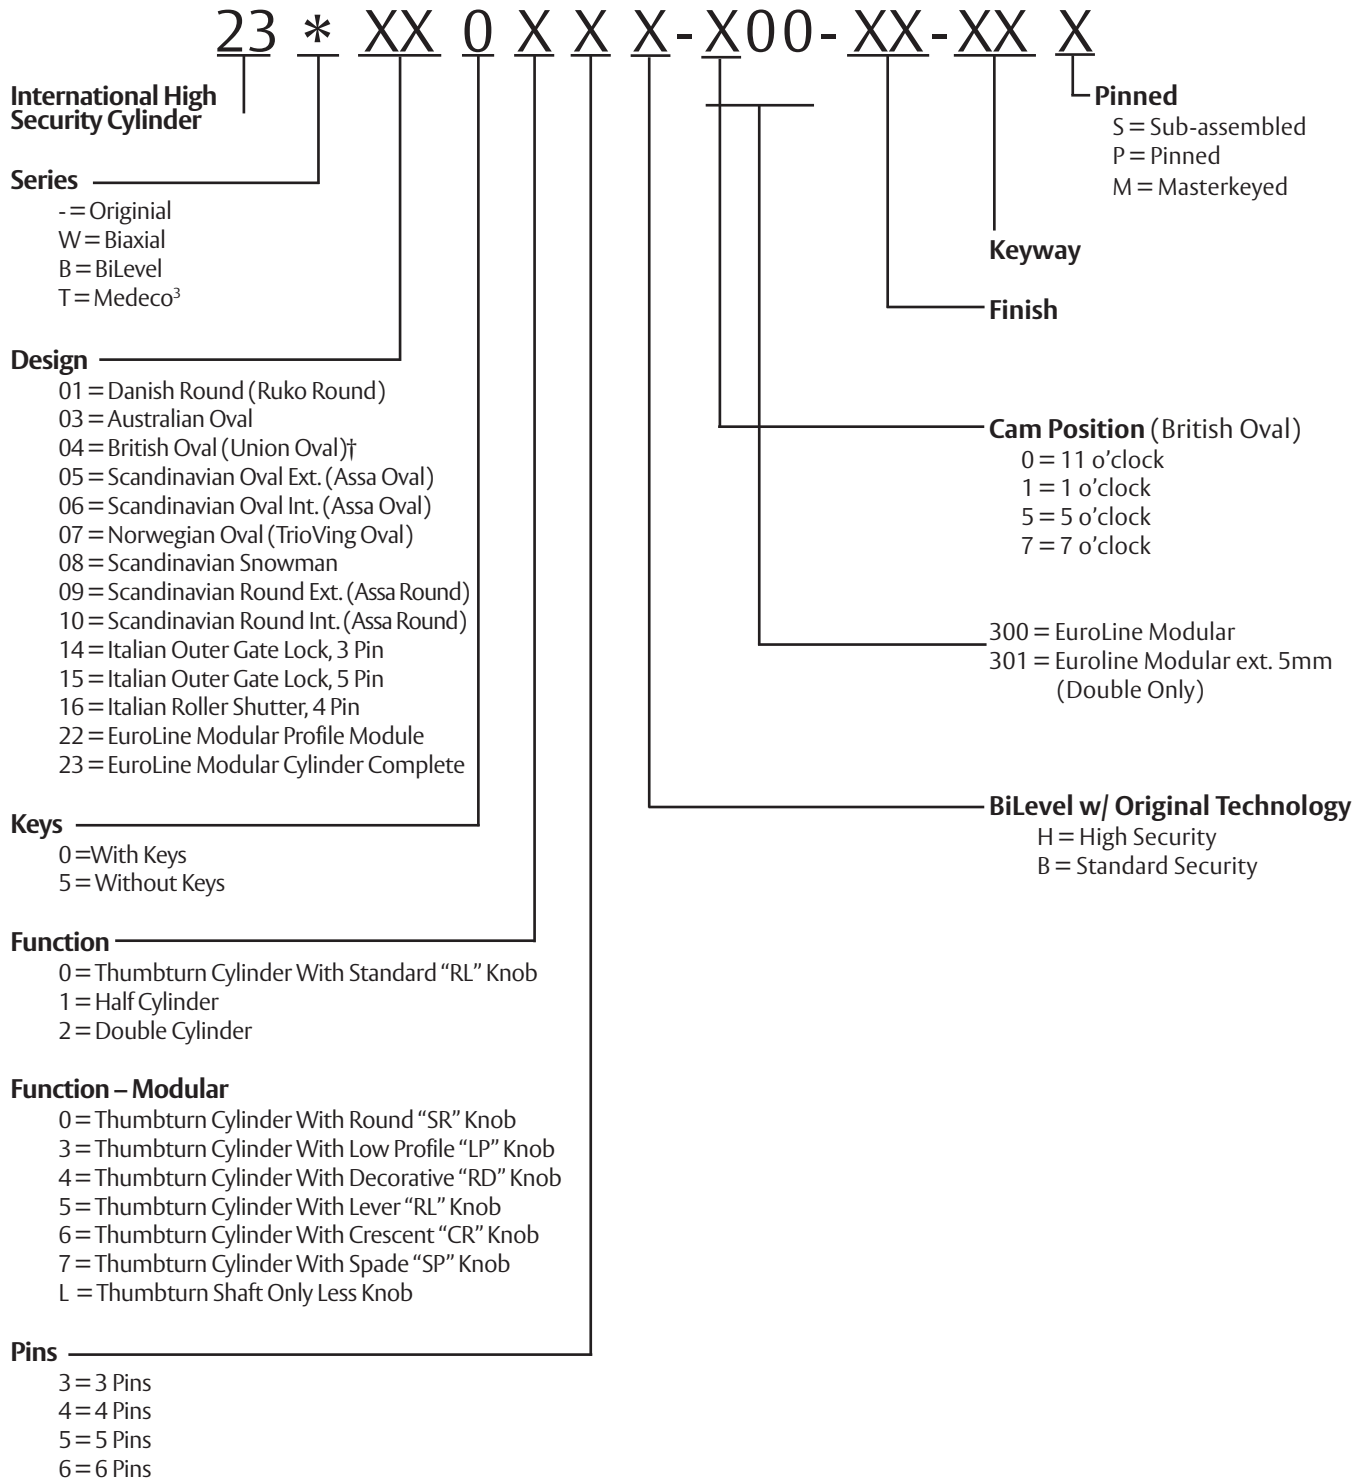 23 * XX 0 X X X-X00-XX-XX X
International High
Security Cylinder
Series
- = Originial
W = Biaxial
B = BiLevel
T = Medeco³
Design
01 = Danish Round (Ruko Round)
03 = Australian Oval
04 = British Oval (Union Oval)†
05 = Scandinavian Oval Ext. (Assa Oval)
06 = Scandinavian Oval Int. (Assa Oval)
07 = Norwegian Oval (TrioVing Oval)
08 = Scandinavian Snowman
09 = Scandinavian Round Ext. (Assa Round)
10 = Scandinavian Round Int. (Assa Round)
14 = Italian Outer Gate Lock, 3 Pin
15 = Italian Outer Gate Lock, 5 Pin
16 = Italian Roller Shutter, 4 Pin
22 = EuroLine Modular Profile Module
23 = EuroLine Modular Cylinder Complete
Keys
0 =With Keys
5 = Without Keys
Function
0 = Thumbturn Cylinder With Standard “RL” Knob
1 = Half Cylinder
2 = Double Cylinder
Function – Modular
0 = Thumbturn Cylinder With Round “SR” Knob
3 = Thumbturn Cylinder With Low Profile “LP” Knob
4 = Thumbturn Cylinder With Decorative “RD” Knob
5 = Thumbturn Cylinder With Lever “RL” Knob
6 = Thumbturn Cylinder With Crescent “CR” Knob
7 = Thumbturn Cylinder With Spade “SP” Knob
L = Thumbturn Shaft Only Less Knob
Pins
3 = 3 Pins
4 = 4 Pins
5 = 5 Pins
6 = 6 Pins
Pinned
S = Sub-assembled
P = Pinned
M = Masterkeyed
Keyway
Finish
Cam Position (British Oval)
0 = 11 o’clock
1 = 1 o’clock
5 = 5 o’clock
7 = 7 o’clock
300 = EuroLine Modular
301 = Euroline Modular ext. 5mm
(Double Only)
BiLevel w/ Original Technology
H = High Security
B = Standard Security